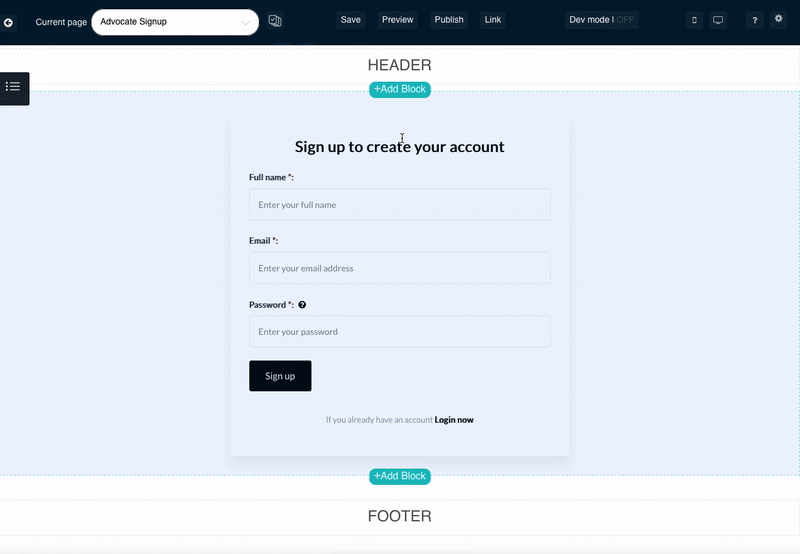 Current page Advocate Signup Save Preview Publish Link Dev mode | OFF ?
HEADER
+Add Block
Sign up to create your account
Full name *:
Enter your full name
Email *:
Enter your email address
Password *: ?
Enter your password
Sign up
If you already have an account Login now
+Add Block
FOOTER